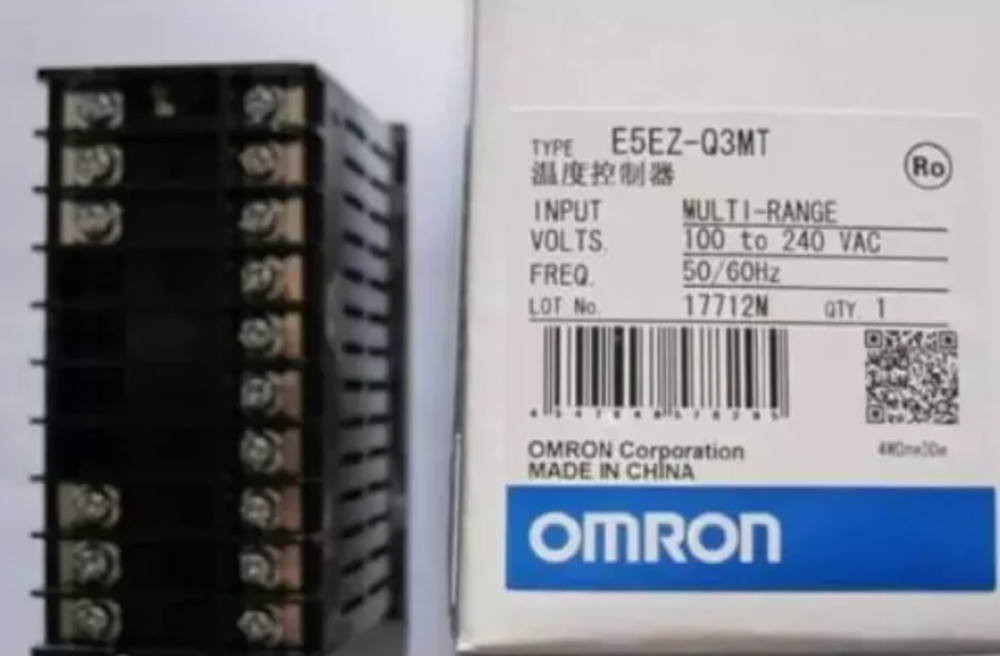 TYPE E5EZ-Q3MT
温度控制器
Ro
INPUT MULTI-RANGE
VOLTS. 100 to 240 VAC
FREQ. 50/60Hz
LOT No. 17712N QTY. 1
OMRON Corporation
MADE IN CHINA
OMRON